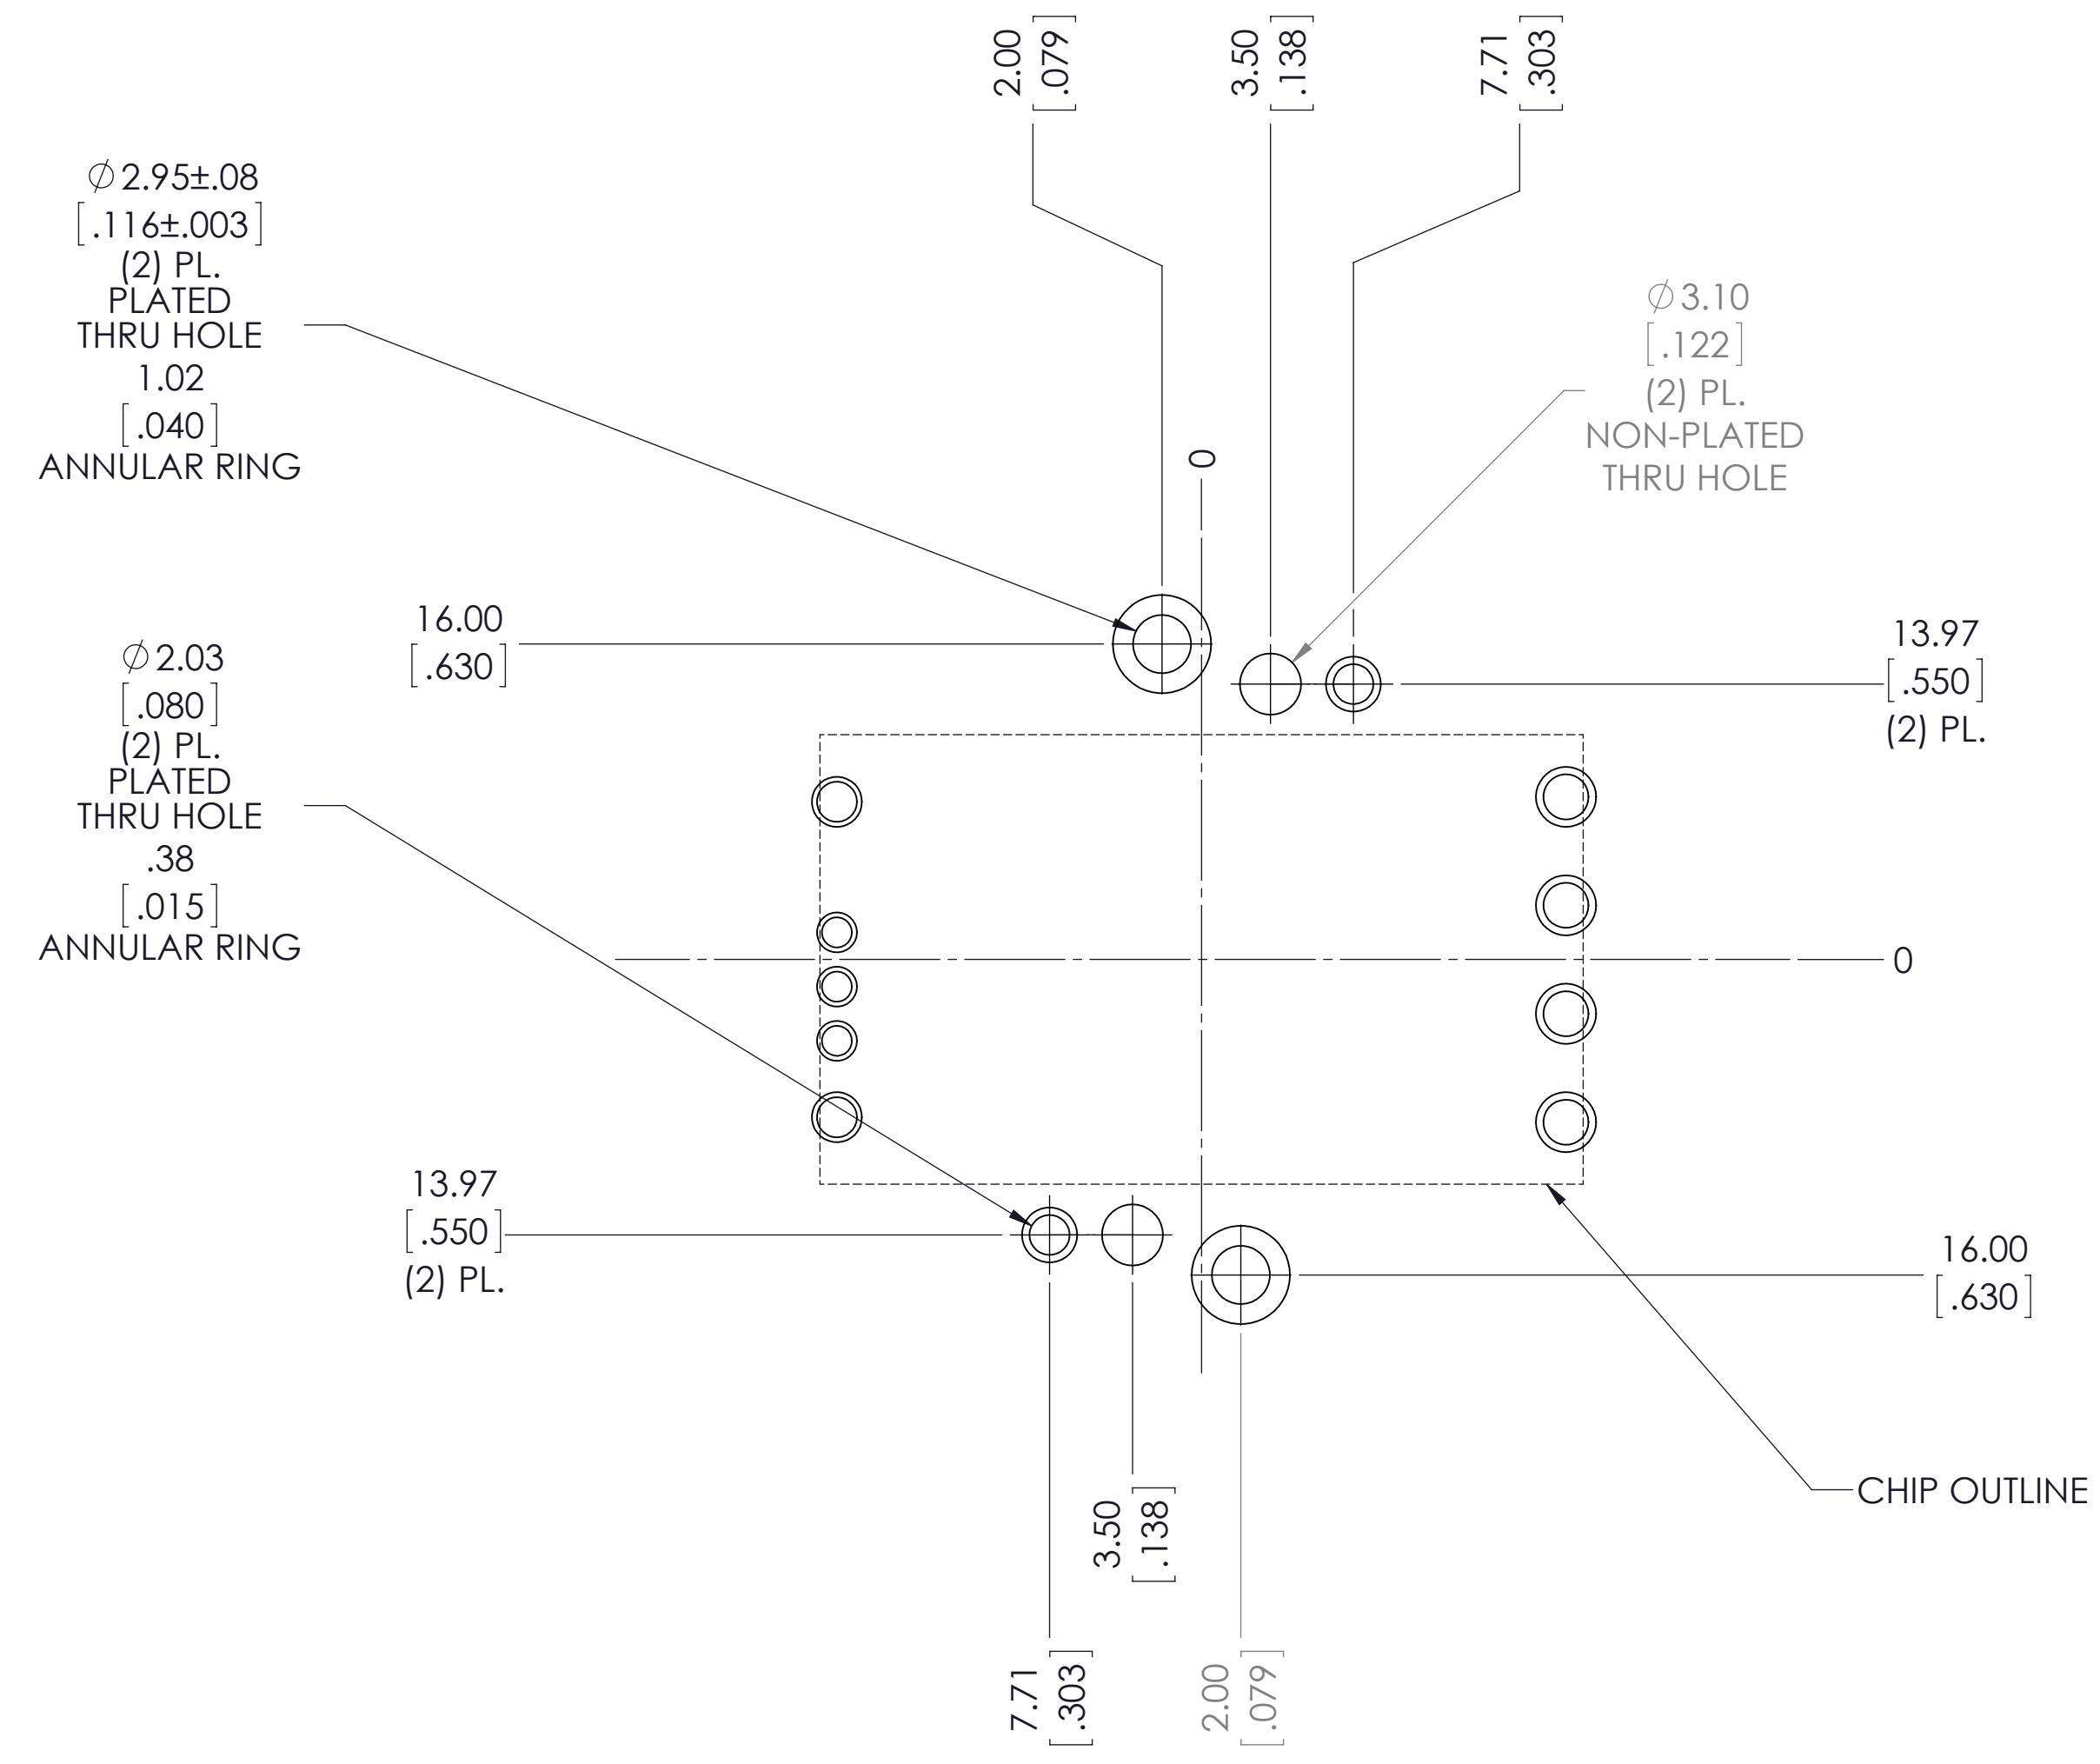 2.00
[.079]
3.50
[.138]
7.71
[.303]
∅2.95±.08
[.116±.003]
(2) PL.
PLATED
THRU HOLE
1.02
[.040]
ANNULAR RING
∅3.10
[.122]
(2) PL.
NON-PLATED
THRU HOLE
0
16.00
[.630]
13.97
[.550]
(2) PL.
∅2.03
[.080]
(2) PL.
PLATED
THRU HOLE
.38
[.015]
ANNULAR RING
0
13.97
[.550]
(2) PL.
16.00
[.630]
CHIP OUTLINE
3.50
[.138]
7.71
[.303]
2.00
[.079]